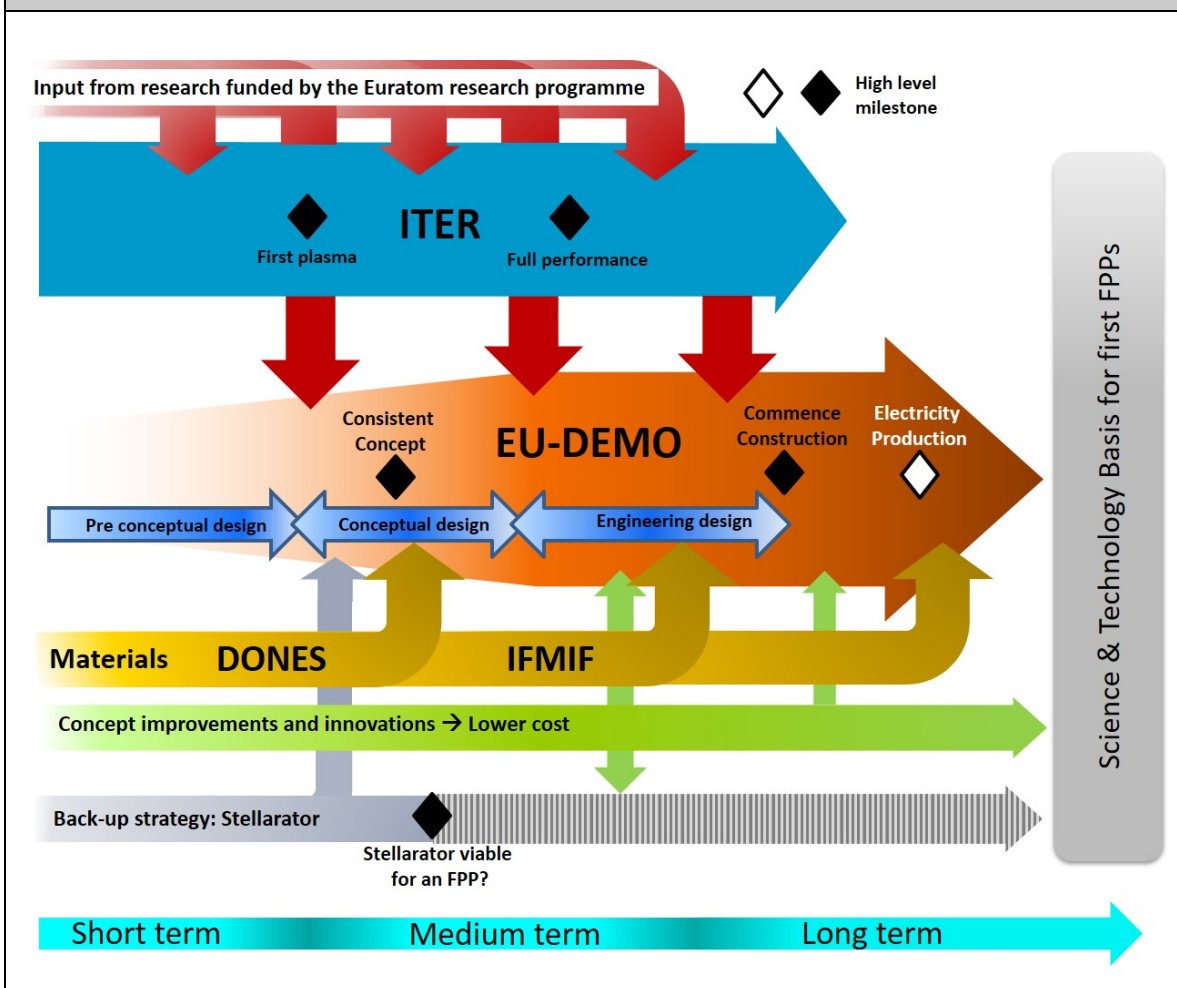 Input from research funded by the Euratom research programme
High level
milestone
ITER
First plasma
Full performance
Consistent
Concept
EU-DEMO
Commence
Construction
Electricity
Production
Pre conceptual design
Conceptual design
Engineering design
Materials
DONES
IFMIF
Concept improvements and innovations → Lower cost
Back-up strategy: Stellarator
Stellarator viable
for an FPP?
Science & Technology Basis for first FPPs
Short term
Medium term
Long term